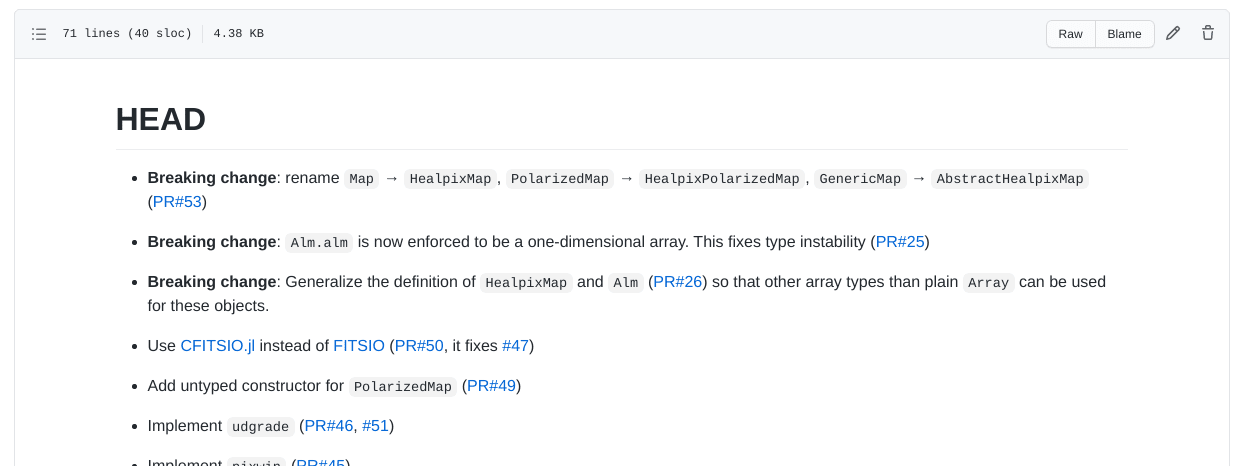 71 lines (40 sloc) 4.38 KB Raw Blame
HEAD
• Breaking change: rename Map → HealpixMap, PolarizedMap → HealpixPolarizedMap, GenericMap → AbstractHealpixMap
(PR#53)
• Breaking change: Alm.alm is now enforced to be a one-dimensional array. This fixes type instability (PR#25)
• Breaking change: Generalize the definition of HealpixMap and Alm (PR#26) so that other array types than plain Array can be used
for these objects.
• Use CFITSIO.jl instead of FITSIO (PR#50, it fixes #47)
• Add untyped constructor for PolarizedMap (PR#49)
• Implement udgrade (PR#46, #51)
• Implement pixwin (PR#45)